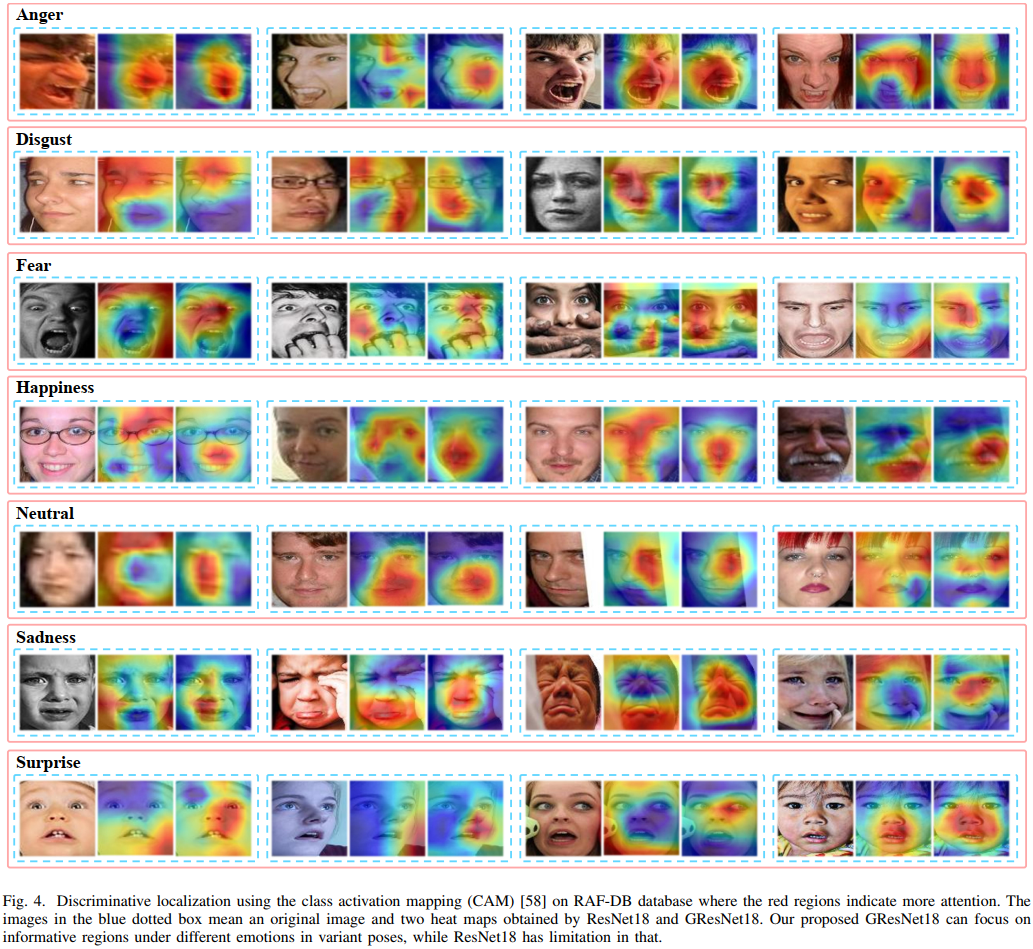 Anger
Disgust
Fear
Happiness
Neutral
Sadness
Surprise
Fig. 4. Discriminative localization using the class activation mapping (CAM) [58] on RAF-DB database where the red regions indicate more attention. The
images in the blue dotted box mean an original image and two heat maps obtained by ResNet18 and GResNet18. Our proposed GResNet18 can focus on
informative regions under different emotions in variant poses, while ResNet18 has limitation in that.